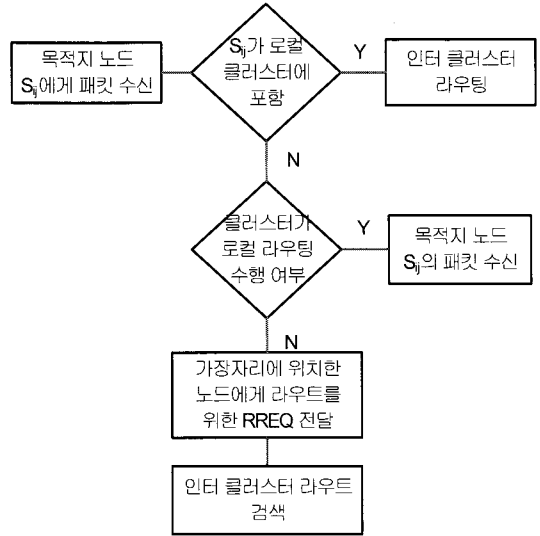 목적지 노드
S_ij에게 패킷 수신
S_ij가 로컬
클러스터에
포함
Y
인터 클러스터
라우팅
N
클러스터가
로컬 라우팅
수행 여부
Y
목적지 노드
S_ij의 패킷 수신
N
가장자리에 위치한
노드에게 라우트를
위한 RREQ 전달
인터 클러스터 라우트
검색